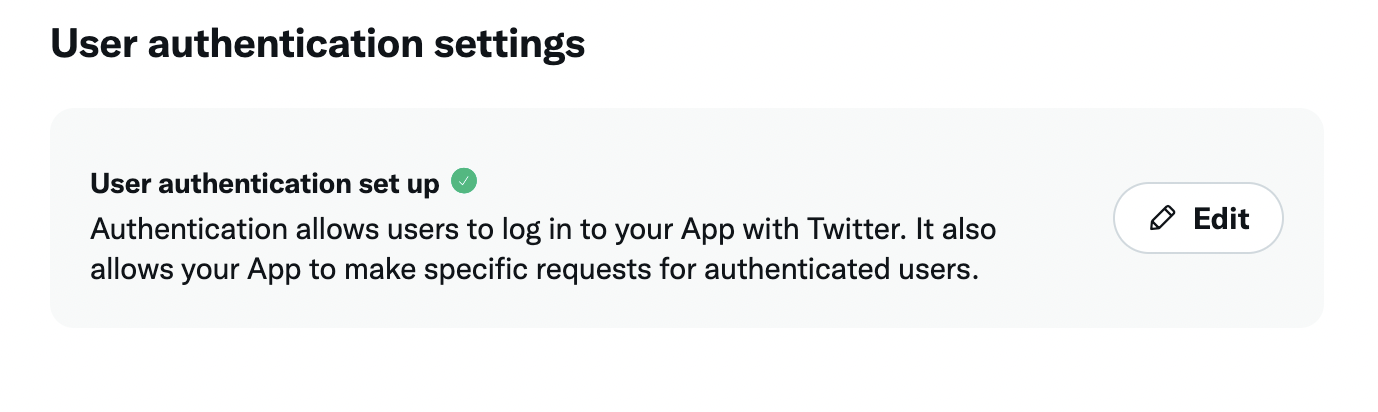 User authentication settings
User authentication set up
Authentication allows users to log in to your App with Twitter. It also
allows your App to make specific requests for authenticated users.
Edit